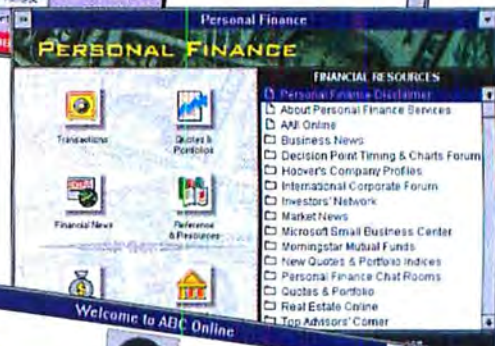 Personal Finance
PERSONAL FINANCE
Transactions
Quotes &
Portfolios
Financial News
Reference
& Resources
FINANCIAL RESOURCES
Personal Finance Disclaimer
About Personal Finance Services
AAII Online
Business News
Decision Point Timing & Charts Forum
Hoover's Company Profiles
International Corporate Forum
Investors' Network
Market News
Microsoft Small Business Center
Morningstar Mutual Funds
New Quotes & Portfolio Indices
Personal Finance Chat Rooms
Quotes & Portfolio
Real Estate Online
Top Advisors' Corner
Welcome to ABC Online